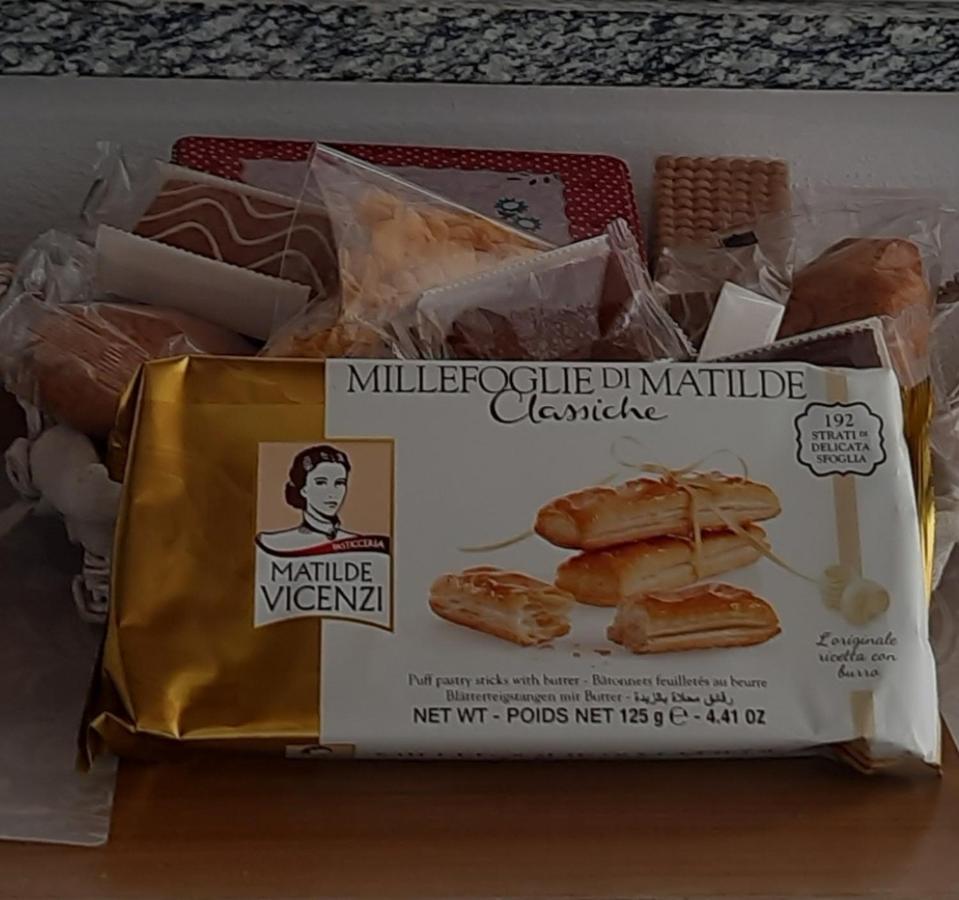 MILLEFOGLIE DI MATILDE
Classiche
192
STRATI DI
DELICATA
SFOGLIA
PASTICCERIA
MATILDE
VICENZI
L'originale
ricetta con
burro
Puff pastry sticks with butter - Bâtonnets feuilletés au beurre
Blätterteigstangen mit Butter - رقائق محلاة بالزبدة
NET WT - POIDS NET 125 g ℮ - 4.41 OZ